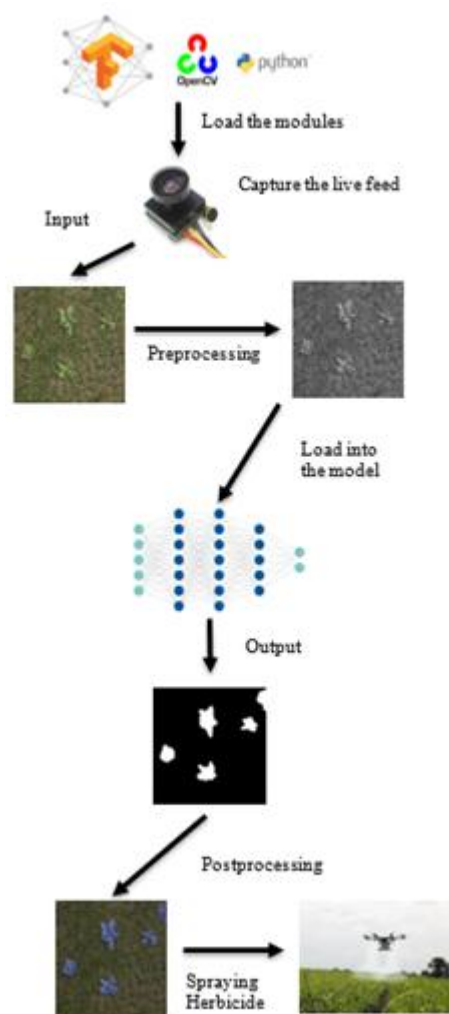 OpenCV
python
Load the modules
Capture the live feed
Input
Preprocessing
Load into
the model
Output
Postprocessing
Spraying
Herbicide